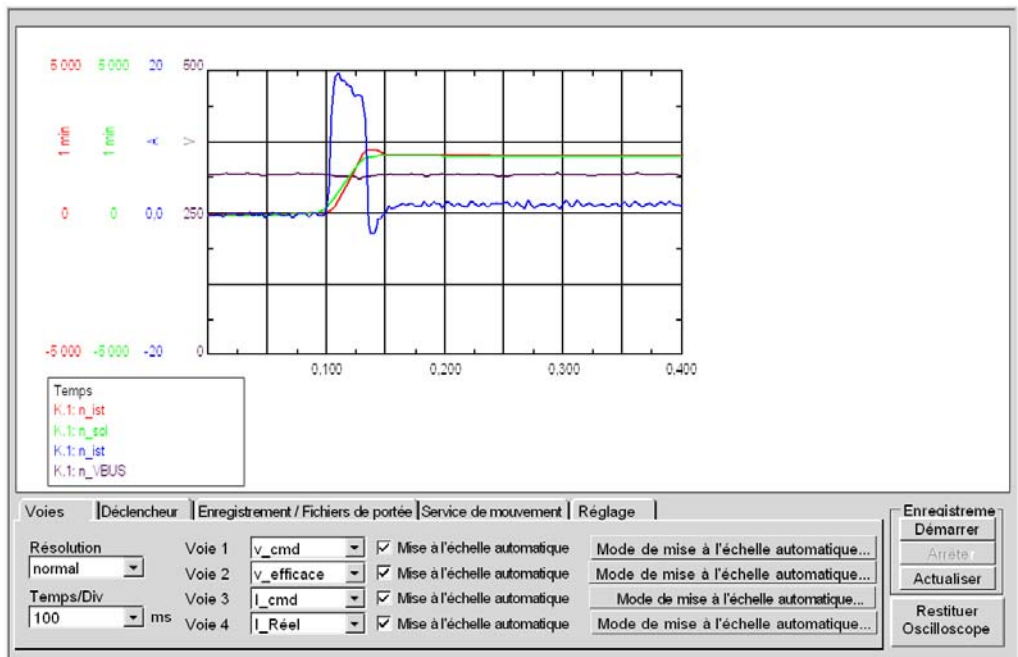 5 000 5 000 20 500
1 min 1 min A V
0 0 0,0 250
-5 000 -5 000 -20 0
0,100 0,200 0,300 0,400
Temps
K.1: n_ist
K.1: n_sol
K.1: n_ist
K.1: n_VBUS
Voies Déclencheur Enregistrement / Fichiers de portée Service de mouvement Réglage
Résolution
normal
Temps/Div
100 ms
Voie 1 v_cmd Mise à l'échelle automatique Mode de mise à l'échelle automatique...
Voie 2 v_efficace Mise à l'échelle automatique Mode de mise à l'échelle automatique...
Voie 3 I_cmd Mise à l'échelle automatique Mode de mise à l'échelle automatique...
Voie 4 I_Réel Mise à l'échelle automatique Mode de mise à l'échelle automatique...
Enregistreme
Démarrer
Arrêter
Actualiser
Restituer
Oscilloscope